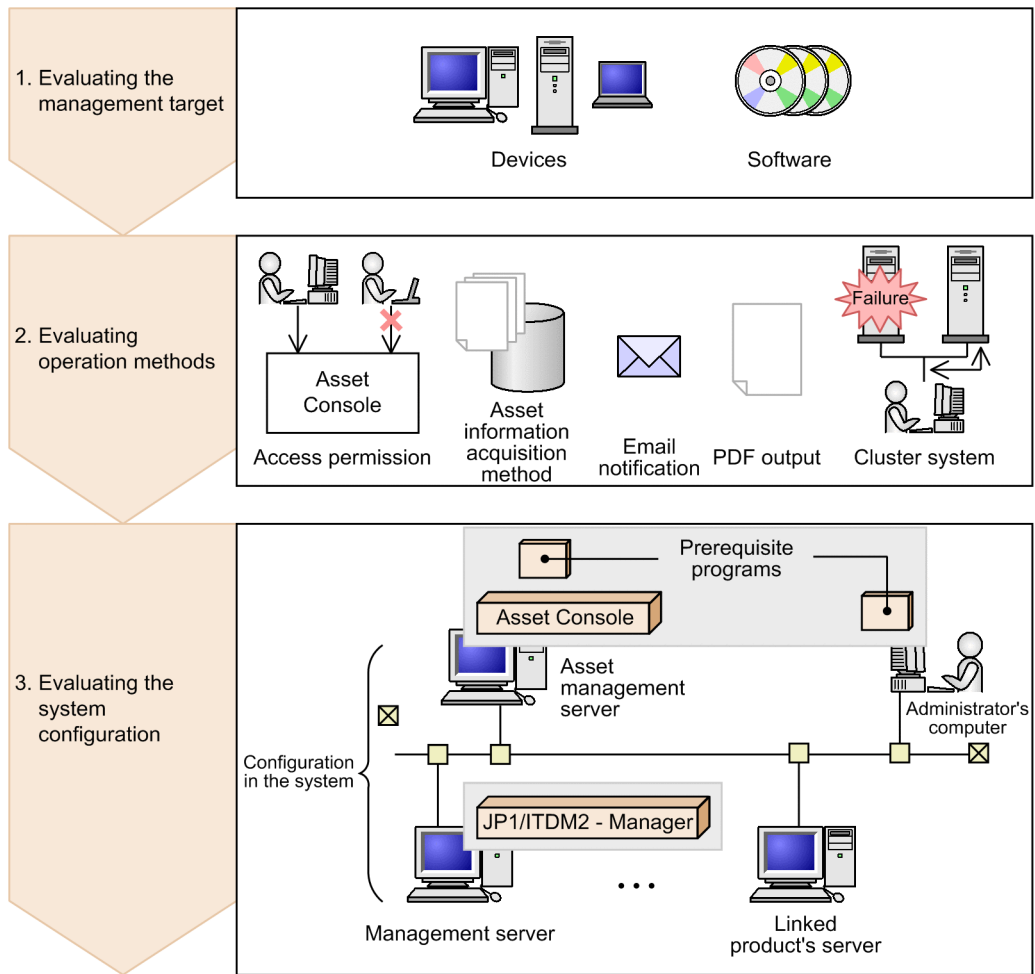 1. Evaluating the
management target
Devices
Software
2. Evaluating
operation methods
Asset
Console
Access permission
Asset
information
acquisition
method
Email
notification
PDF output
Failure
Cluster system
3. Evaluating the
system
configuration
Prerequisite
programs
Asset Console
Asset
management
server
Administrator's
computer
Configuration
in the system
JP1/ITDM2 - Manager
Management server
...
Linked
product's server